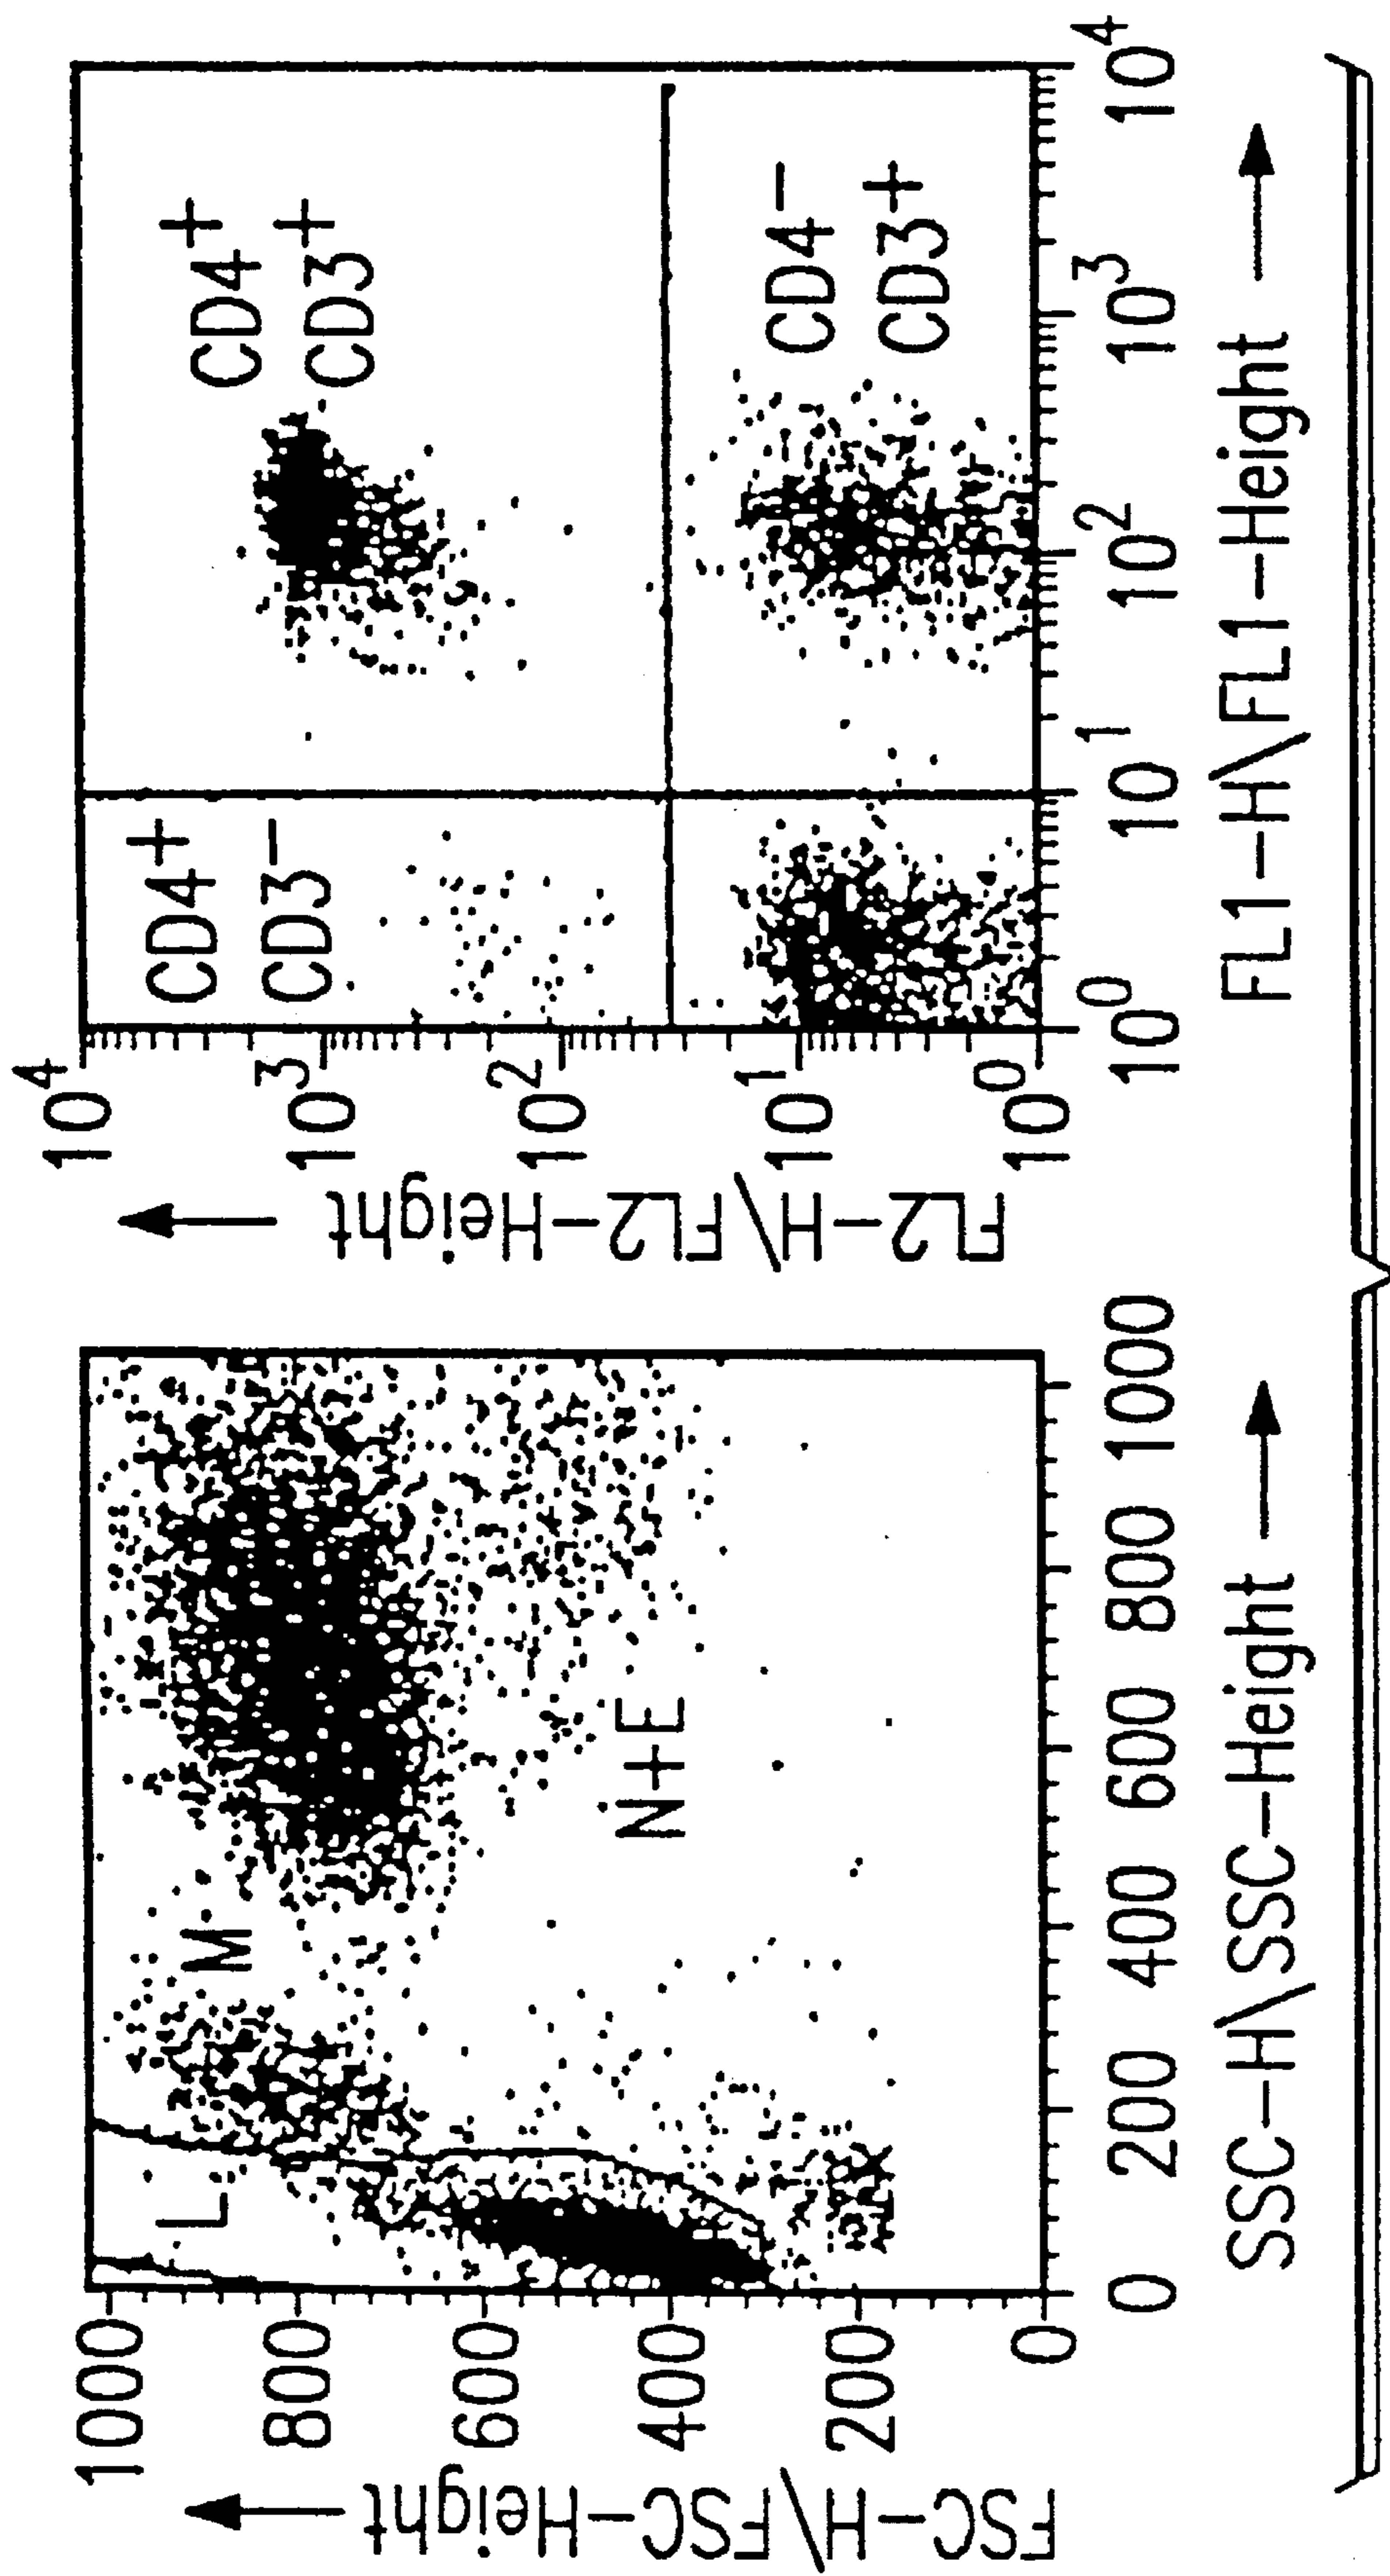 1000
800
600
400
200
0
FSC-H/FSC-Height
L
M
N+E
0
200
400
600
800
1000
SSC-H\SSC-Height
10^4
10^3
10^2
10^1
10^0
FL2-H/FL2-Height
CD4+
CD3-
CD4+
CD3+
CD4-
CD3+
10^0
10^1
10^2
10^3
10^4
FL1-H\FL1-Height